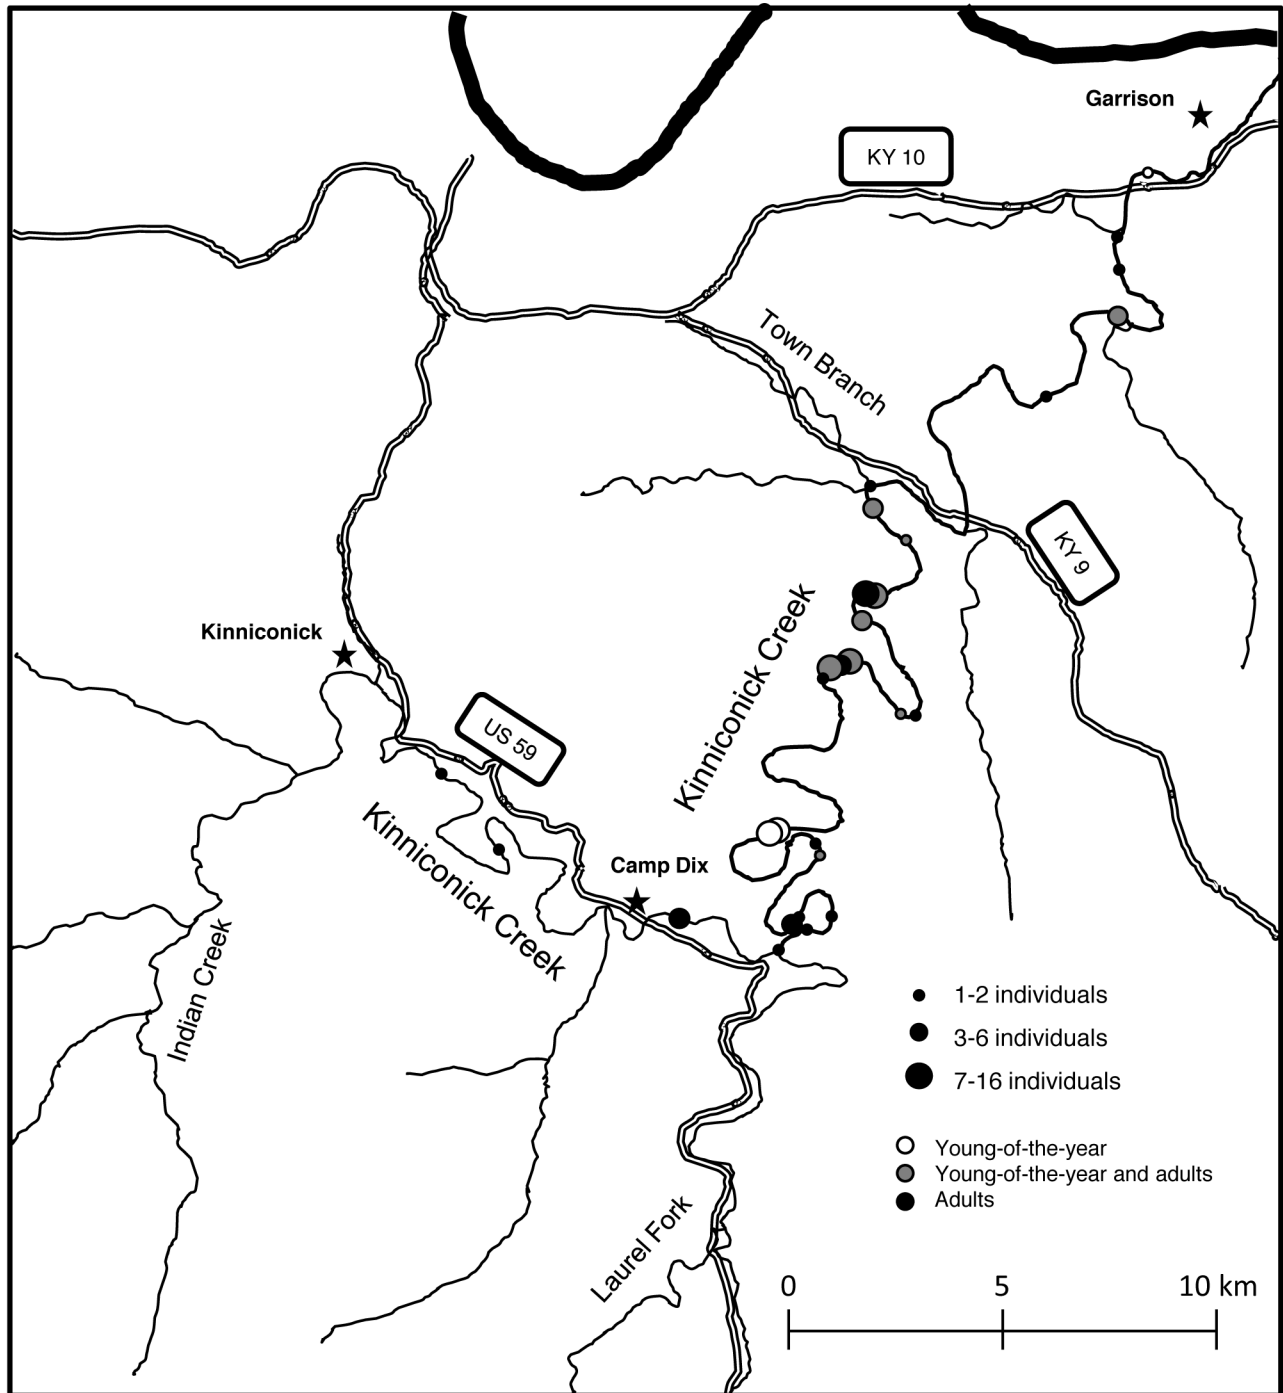 Garrison
KY 10
Town Branch
KY 9
Kinniconick Creek
Kinniconick
US 59
Kinniconick Creek
Camp Dix
Indian Creek
1-2 individuals
3-6 individuals
7-16 individuals
Young-of-the-year
Young-of-the-year and adults
Adults
Laurel Fork
0 5 10 km